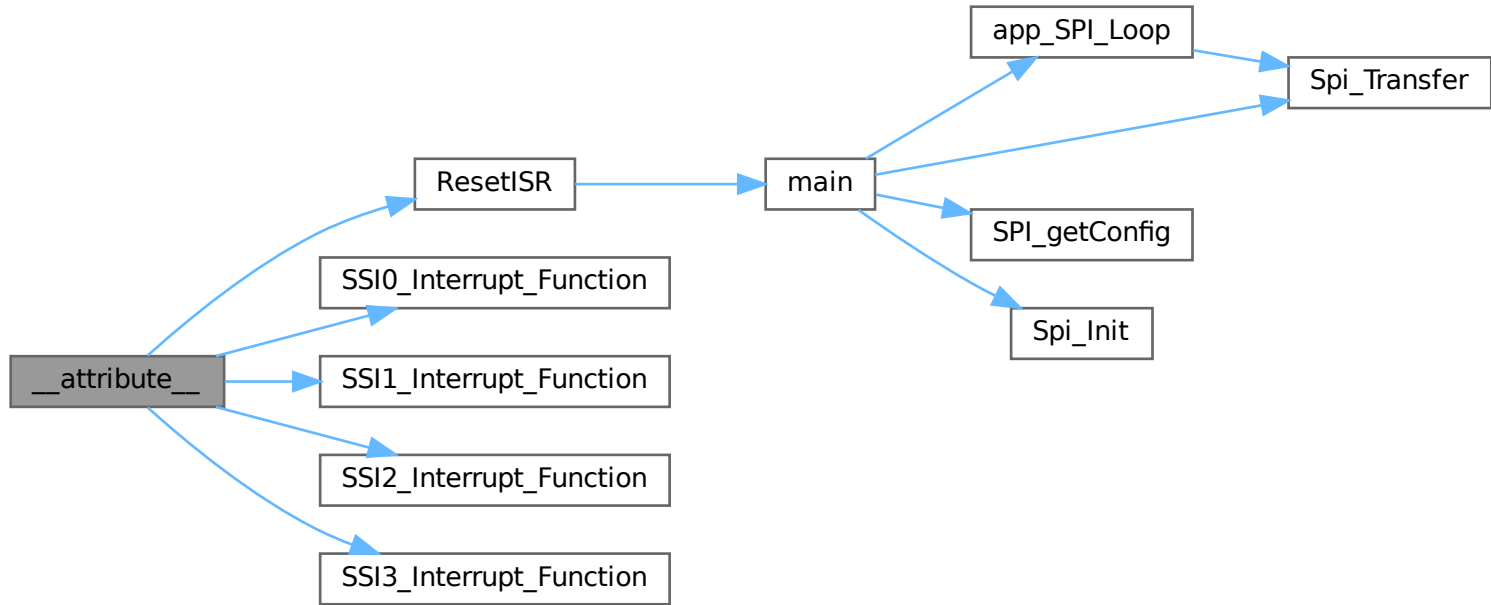 app_SPI_Loop
Spi_Transfer
ResetISR
main
SPI_getConfig
SSI0_Interrupt_Function
Spi_Init
__attribute__
SSI1_Interrupt_Function
SSI2_Interrupt_Function
SSI3_Interrupt_Function